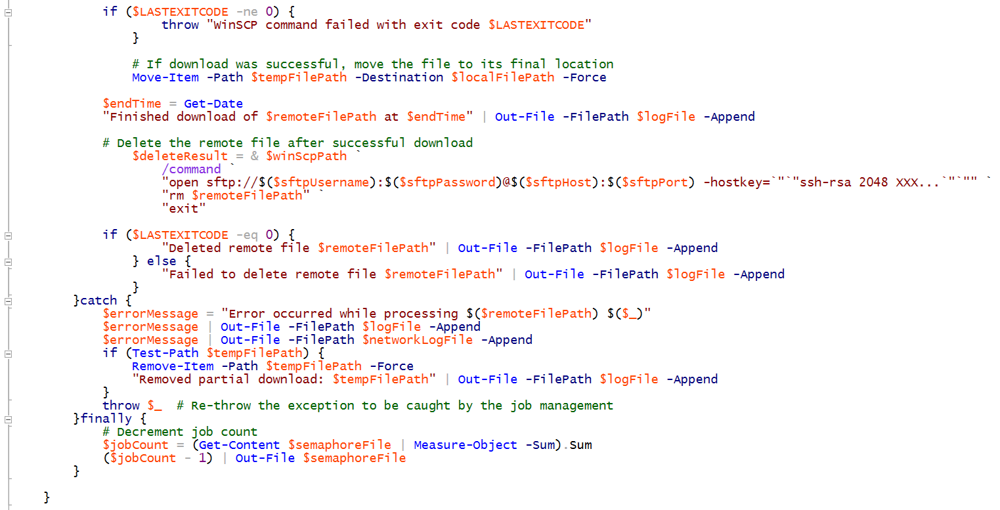 if ($LASTEXITCODE -ne 0) {
throw "WinSCP command failed with exit code $LASTEXITCODE"
}
# If download was successful, move the file to its final location
Move-Item -Path $tempFilePath -Destination $localFilePath -Force
$endTime = Get-Date
"Finished download of $remoteFilePath at $endTime" | Out-File -FilePath $logFile -Append
# Delete the remote file after successful download
$deleteResult = & $winScpPath `
/command `
"open sftp://$($sftpUsername):$($sftpPassword)@$($sftpHost):$($sftpPort) -hostkey=`"`"ssh-rsa 2048 XXX...`"`"" `
"rm $remoteFilePath" `
"exit"
if ($LASTEXITCODE -eq 0) {
"Deleted remote file $remoteFilePath" | Out-File -FilePath $logFile -Append
} else {
"Failed to delete remote file $remoteFilePath" | Out-File -FilePath $logFile -Append
}
}catch {
$errorMessage = "Error occurred while processing $($remoteFilePath) $($_)"
$errorMessage | Out-File -FilePath $logFile -Append
$errorMessage | Out-File -FilePath $networkLogFile -Append
if (Test-Path $tempFilePath) {
Remove-Item -Path $tempFilePath -Force
"Removed partial download: $tempFilePath" | Out-File -FilePath $logFile -Append
}
throw $_  # Re-throw the exception to be caught by the job management
}finally {
# Decrement job count
$jobCount = (Get-Content $semaphoreFile | Measure-Object -Sum).Sum
($jobCount - 1) | Out-File $semaphoreFile
}
}